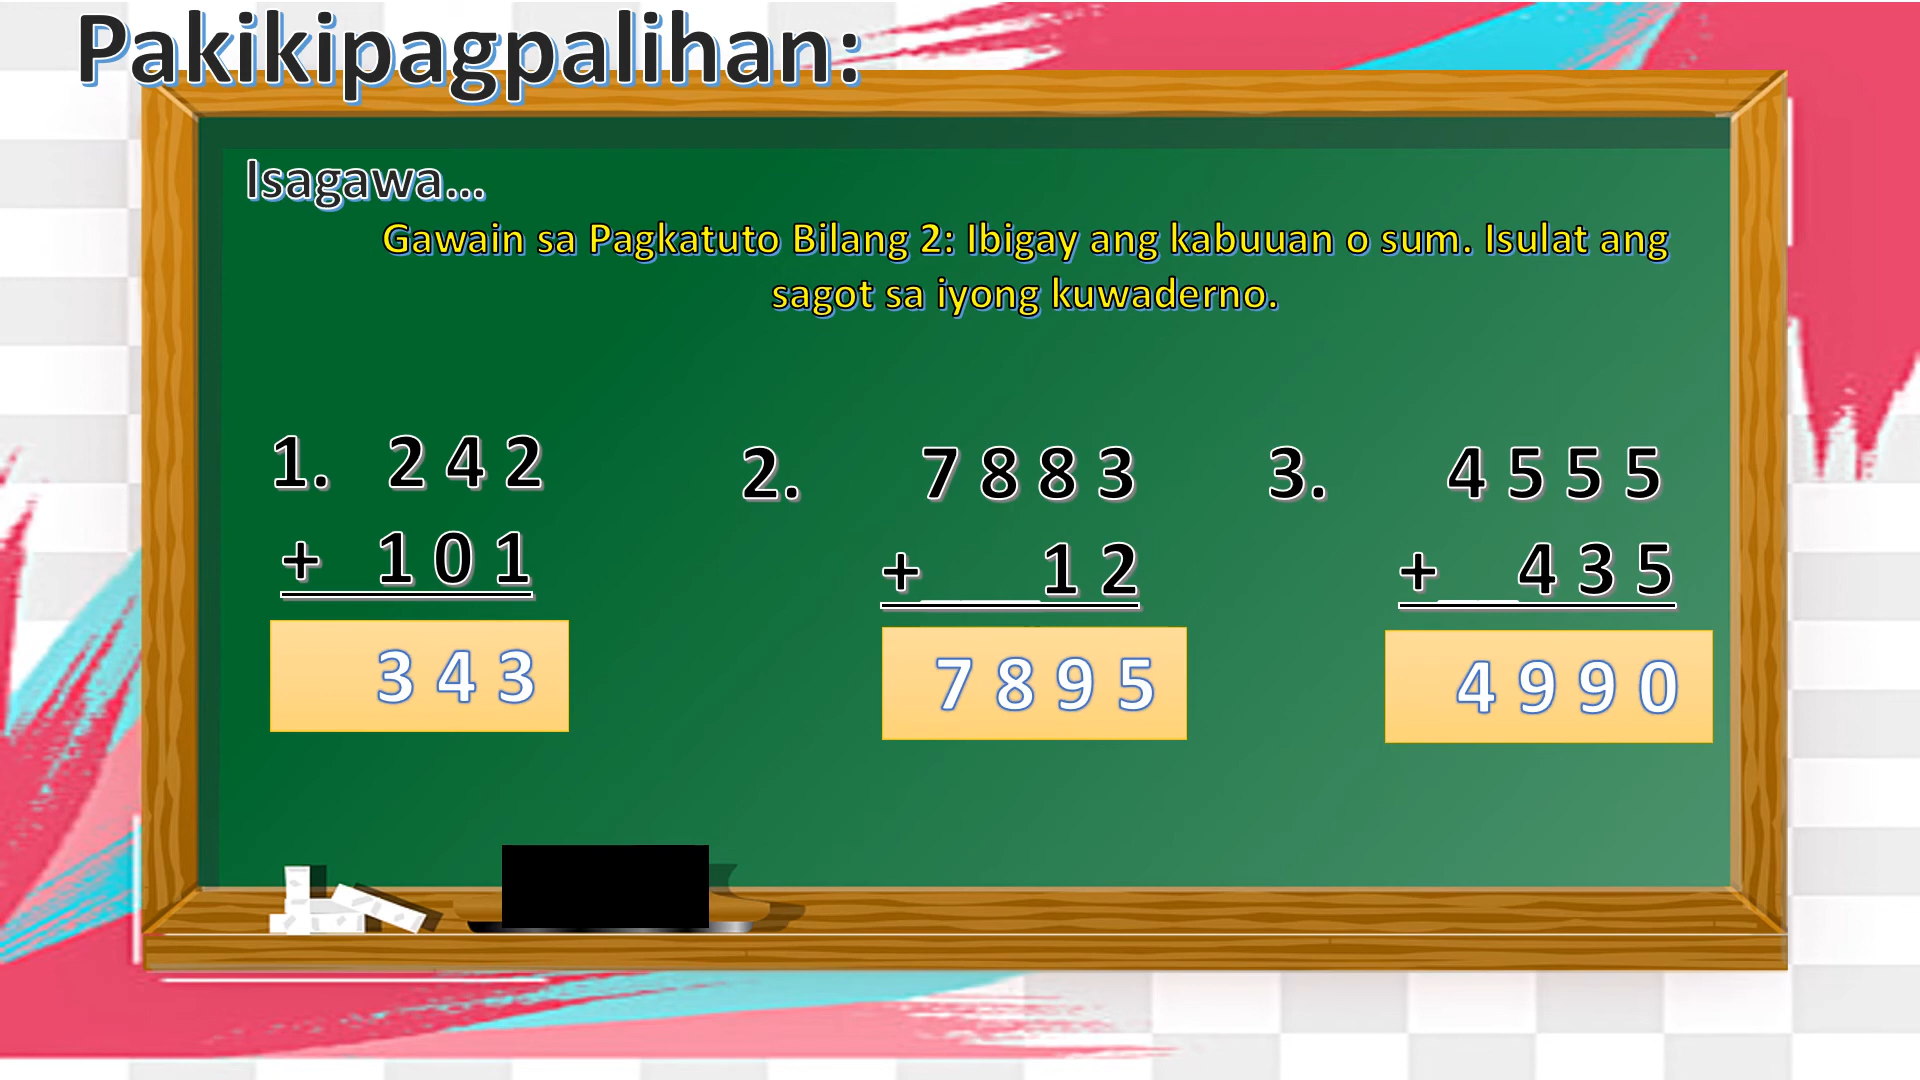 Pakikipagpalihan:
Isagawa...
Gawain sa Pagkatuto Bilang 2: Ibigay ang kabuuan o sum. Isulat ang
sagot sa iyong kuwaderno.
1. 2 4 2 2. 7 8 8 3 3. 4 5 5 5
+ 1 0 1 +___1 2 +__4 3 5
3 4 3 7 8 9 5 4 9 9 0